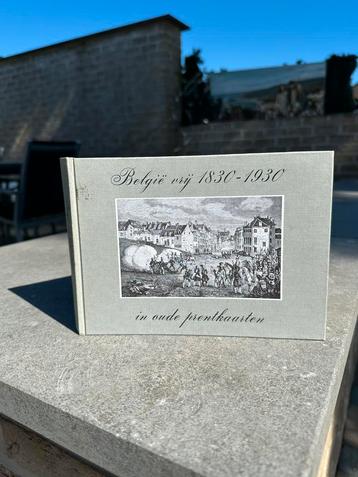 België vrij 1830-1930
in oude prentkaarten